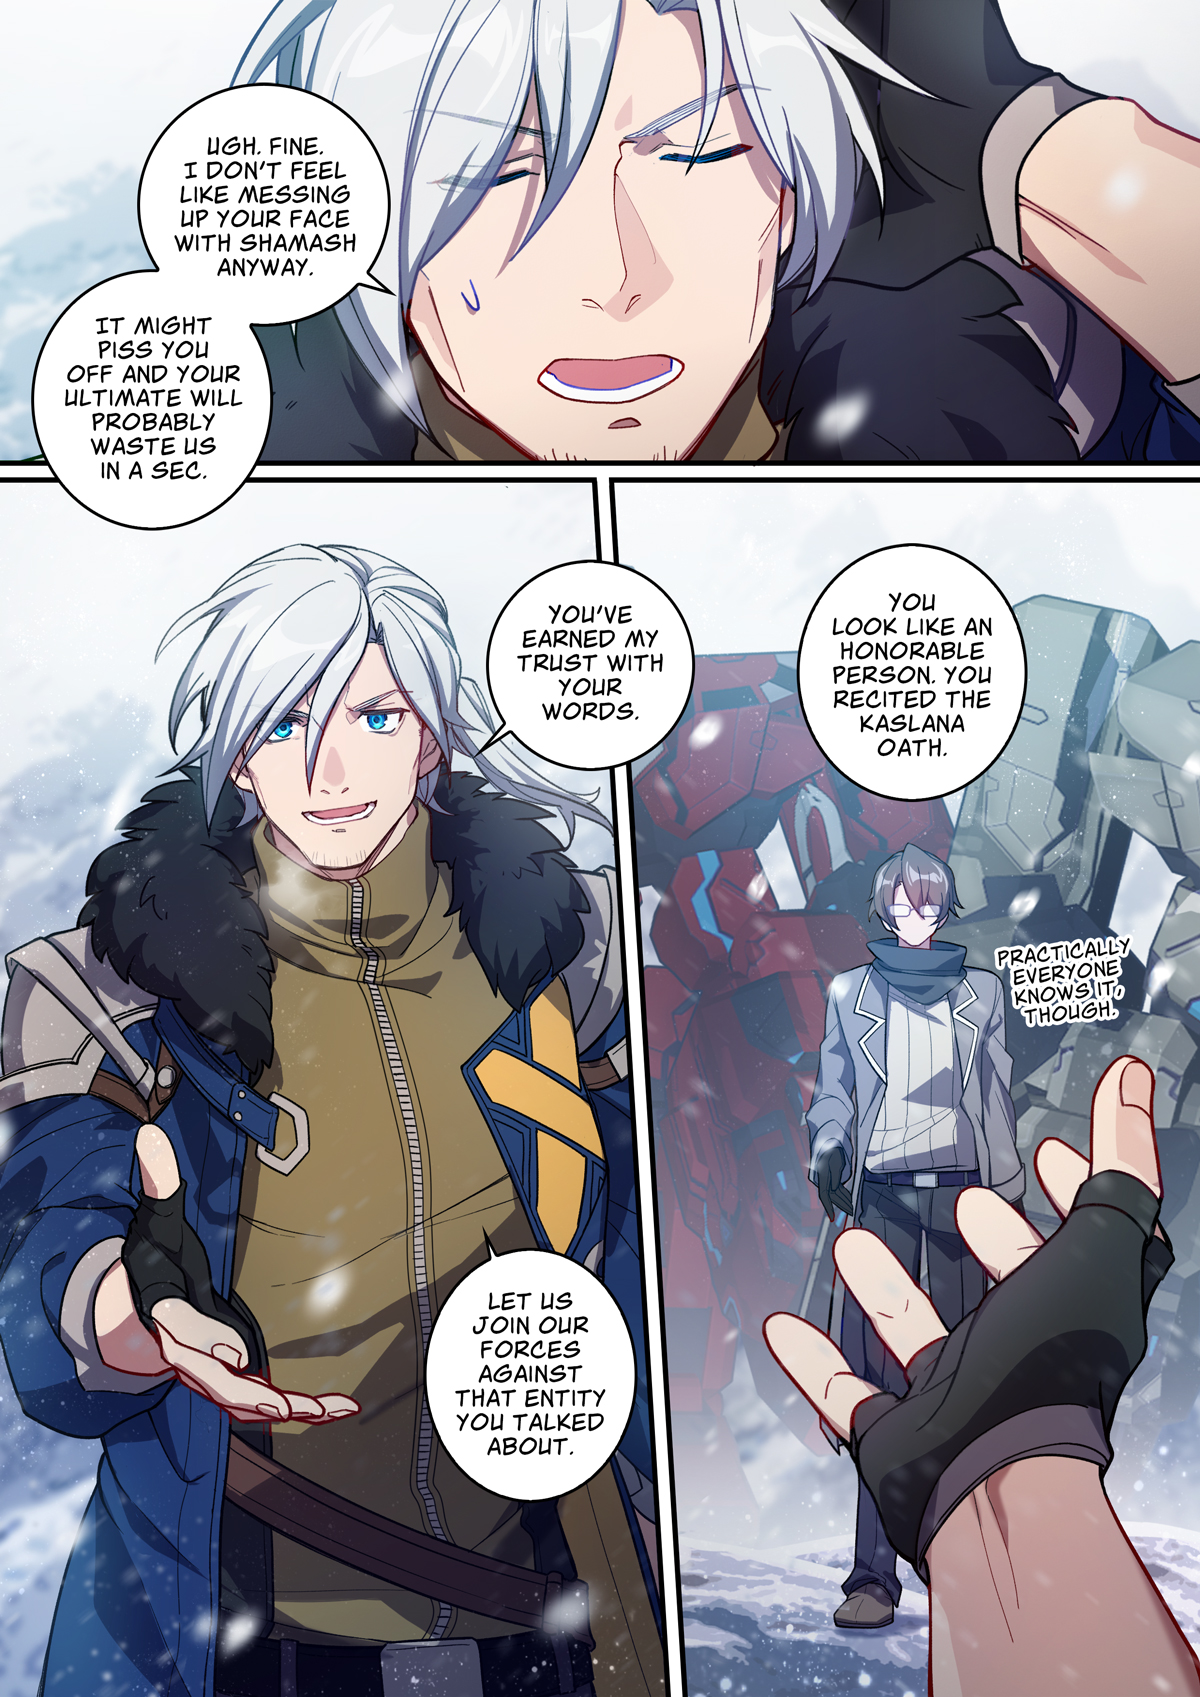 UGH. FINE.
I DON'T FEEL
LIKE MESSING
UP YOUR FACE
WITH SHAMASH
ANYWAY.
IT MIGHT
PISS YOU
OFF AND YOUR
ULTIMATE WILL
PROBABLY
WASTE US
IN A SEC.
YOU'VE
EARNED MY
TRUST WITH
YOUR
WORDS.
LET US
JOIN OUR
FORCES
AGAINST
THAT ENTITY
YOU TALKED
ABOUT.
YOU
LOOK LIKE AN
HONORABLE
PERSON. YOU
RECITED THE
KASLANA
OATH.
PRACTICALLY
EVERYONE
KNOWS IT,
THOUGH.